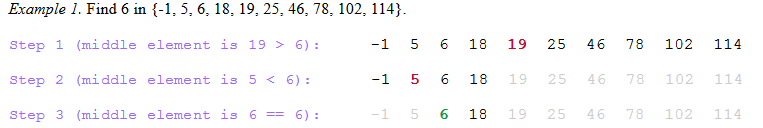 Example 1. Find 6 in {-1, 5, 6, 18, 19, 25, 46, 78, 102, 114}.
Step 1 (middle element is 19 > 6): -1 5 6 18 19 25 46 78 102 114
Step 2 (middle element is 5 < 6): -1 5 6 18 19 25 46 78 102 114
Step 3 (middle element is 6 == 6): -1 5 6 18 19 25 46 78 102 114